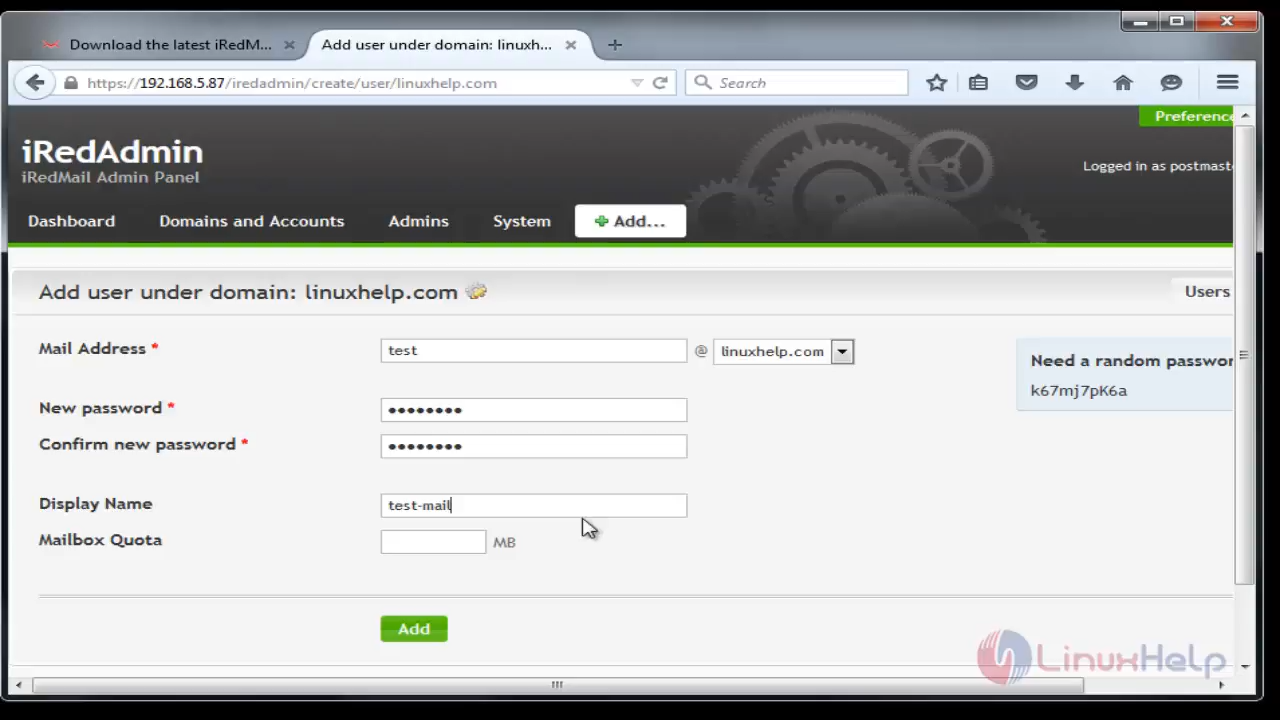 Download the latest iRedM...
Add user under domain: linuxh...
https://192.168.5.87/iredadmin/create/user/linuxhelp.com
Search
Preference
iRedAdmin
iRedMail Admin Panel
Logged in as postmast
Dashboard
Domains and Accounts
Admins
System
Add...
Add user under domain: linuxhelp.com
Users
Mail Address *
test
@
linuxhelp.com
Need a random passwor
k67mj7pK6a
New password *
••••••••
Confirm new password *
••••••••
Display Name
test-mail
Mailbox Quota
MB
Add
LinuxHelp